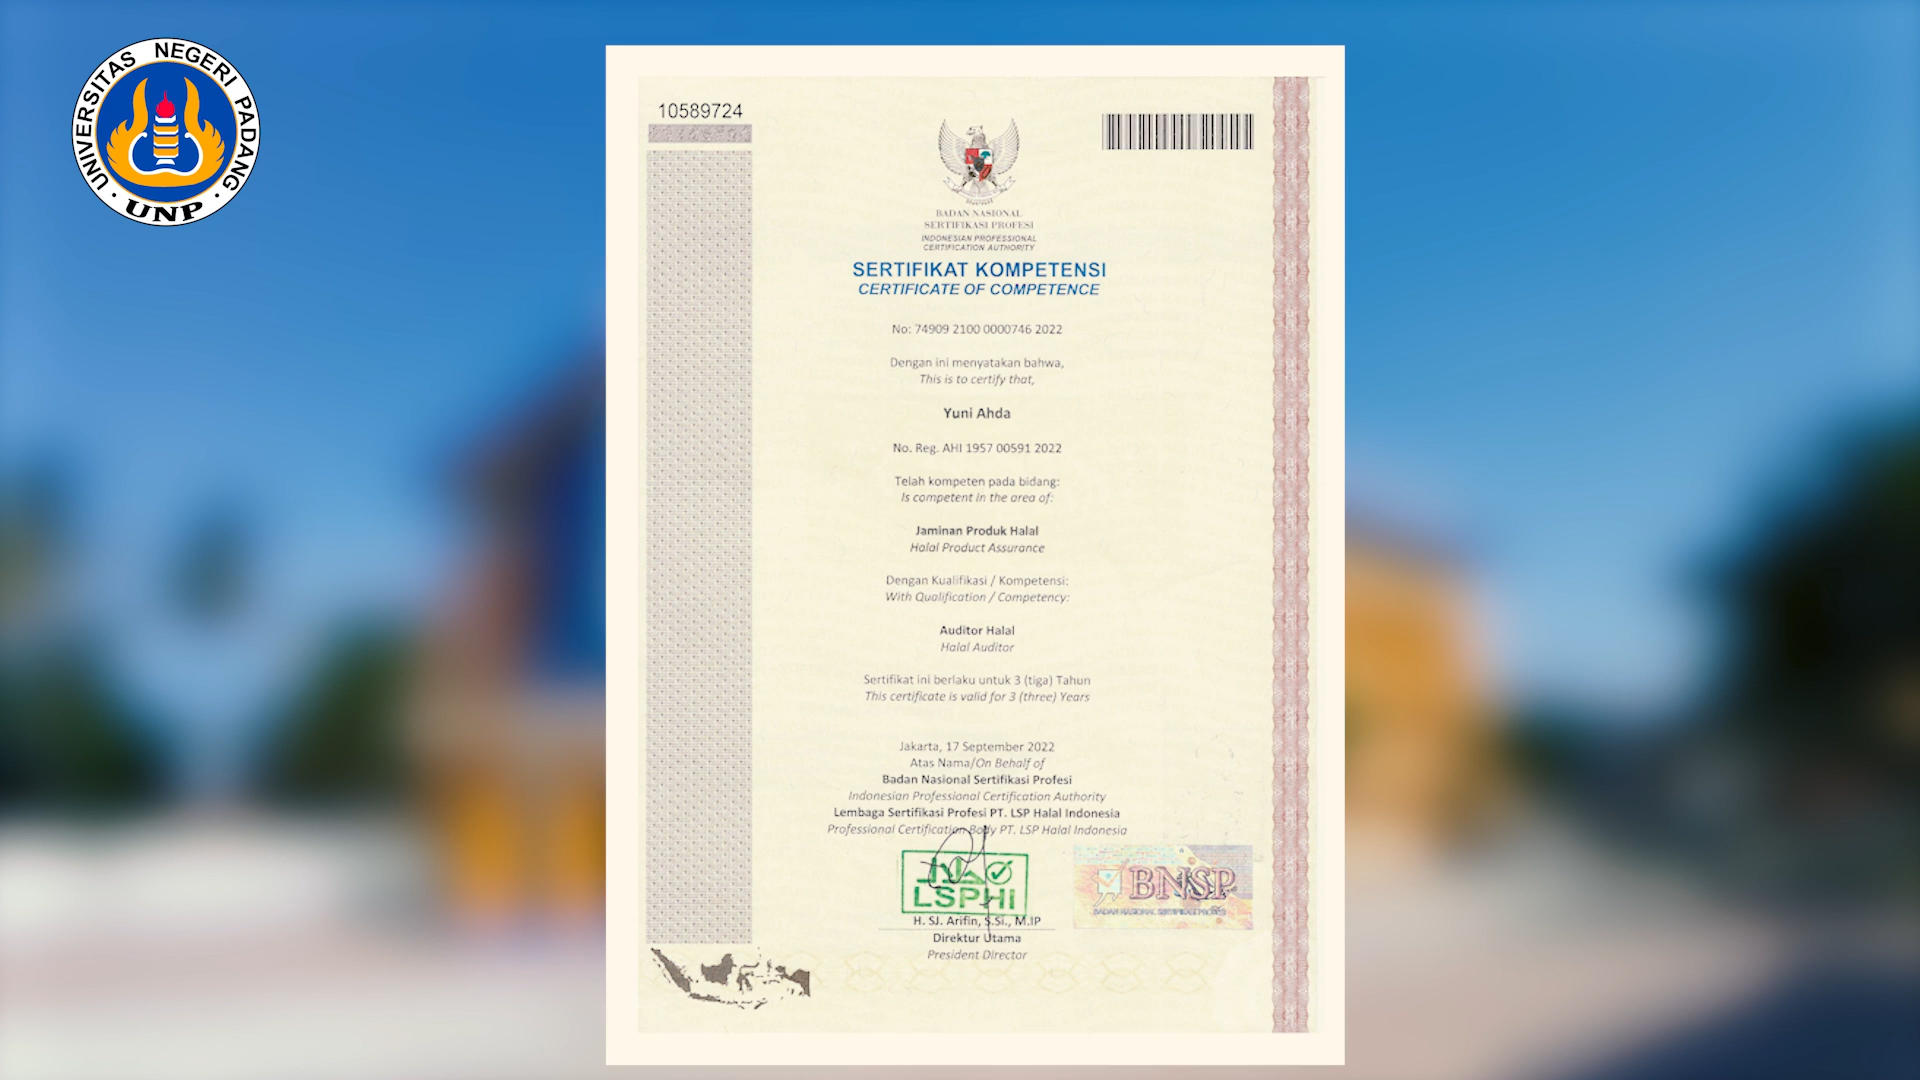 UNIVERSITAS NEGERI PADANG
UNP
10589724
BADAN NASIONAL
SERTIFIKASI PROFESI
INDONESIAN PROFESSIONAL
CERTIFICATION AUTHORITY
SERTIFIKAT KOMPETENSI
CERTIFICATE OF COMPETENCE
No: 74909 2100 0000746 2022
Dengan ini menyatakan bahwa,
This is to certify that,
Yuni Ahda
No. Reg. AHI 1957 00591 2022
Telah kompeten pada bidang:
Is competent in the area of:
Jaminan Produk Halal
Halal Product Assurance
Dengan Kualifikasi / Kompetensi:
With Qualification / Competency:
Auditor Halal
Halal Auditor
Sertifikat ini berlaku untuk 3 (tiga) Tahun
This certificate is valid for 3 (three) Years
Jakarta, 17 September 2022
Atas Nama/On Behalf of
Badan Nasional Sertifikasi Profesi
Indonesian Professional Certification Authority
Lembaga Sertifikasi Profesi PT. LSP Halal Indonesia
Professional Certification Body PT. LSP Halal Indonesia
LSPHI
BNSP
BADAN NASIONAL SERTIFIKASI PROFESI
H. SJ. Arifin, S.Si., M.IP
Direktur Utama
President Director